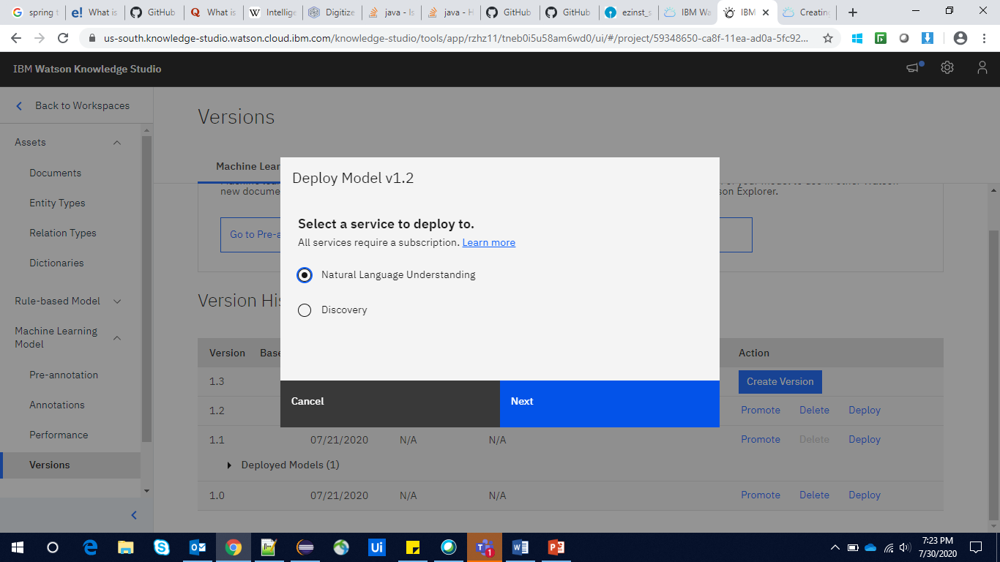 spring t
What is
GitHub
What is
Intellige
Digitize
java - Is
java - H
GitHub
GitHub
ezinst_s
IBM Wa
IBM
Creating
us-south.knowledge-studio.watson.cloud.ibm.com/knowledge-studio/tools/app/rzhz11/tneb0i5u58am6wd0/ui/#/project/59348650-ca8f-11ea-ad0a-5fc92...
IBM Watson Knowledge Studio
Back to Workspaces
Assets
Documents
Entity Types
Relation Types
Dictionaries
Rule-based Model
Machine Learning
Model
Pre-annotation
Annotations
Performance
Versions
Versions
Machine Lear
new docume
son Explorer.
Go to Pre-a
Deploy Model v1.2
Select a service to deploy to.
All services require a subscription. Learn more
Natural Language Understanding
Discovery
Cancel
Next
Version His
Version Base Action
1.3 Create Version
1.2 Promote Delete Deploy
1.1 07/21/2020 N/A N/A Promote Delete Deploy
Deployed Models (1)
1.0 07/21/2020 N/A N/A Promote Delete Deploy
7:23 PM
7/30/2020